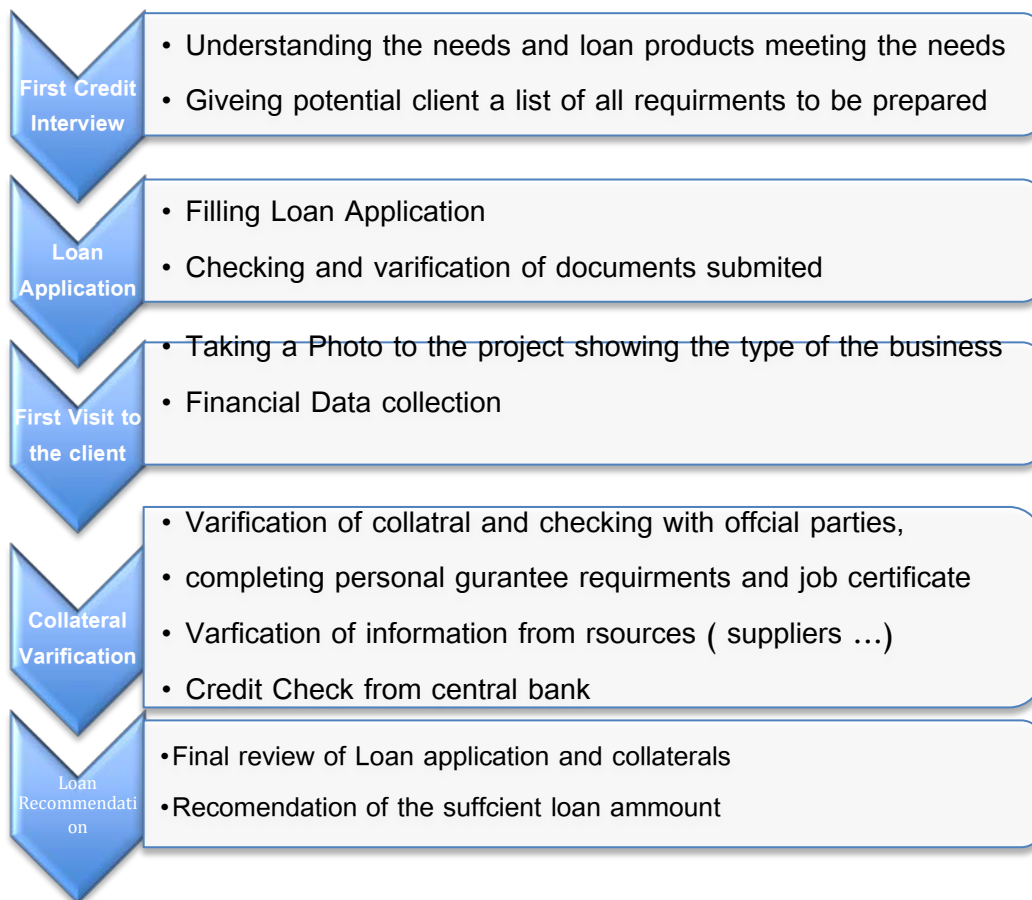 First Credit
Interview
• Understanding the needs and loan products meeting the needs
• Giveing potential client a list of all requirments to be prepared
Loan
Application
• Filling Loan Application
• Checking and varification of documents submited
First Visit to
the client
• Taking a Photo to the project showing the type of the business
• Financial Data collection
Collateral
Varification
• Varification of collatral and checking with offcial parties,
• completing personal gurantee requirments and job certificate
• Varfication of information from rsources ( suppliers ...)
• Credit Check from central bank
Loan
Recommendati
on
•Final review of Loan application and collaterals
•Recomendation of the suffcient loan ammount